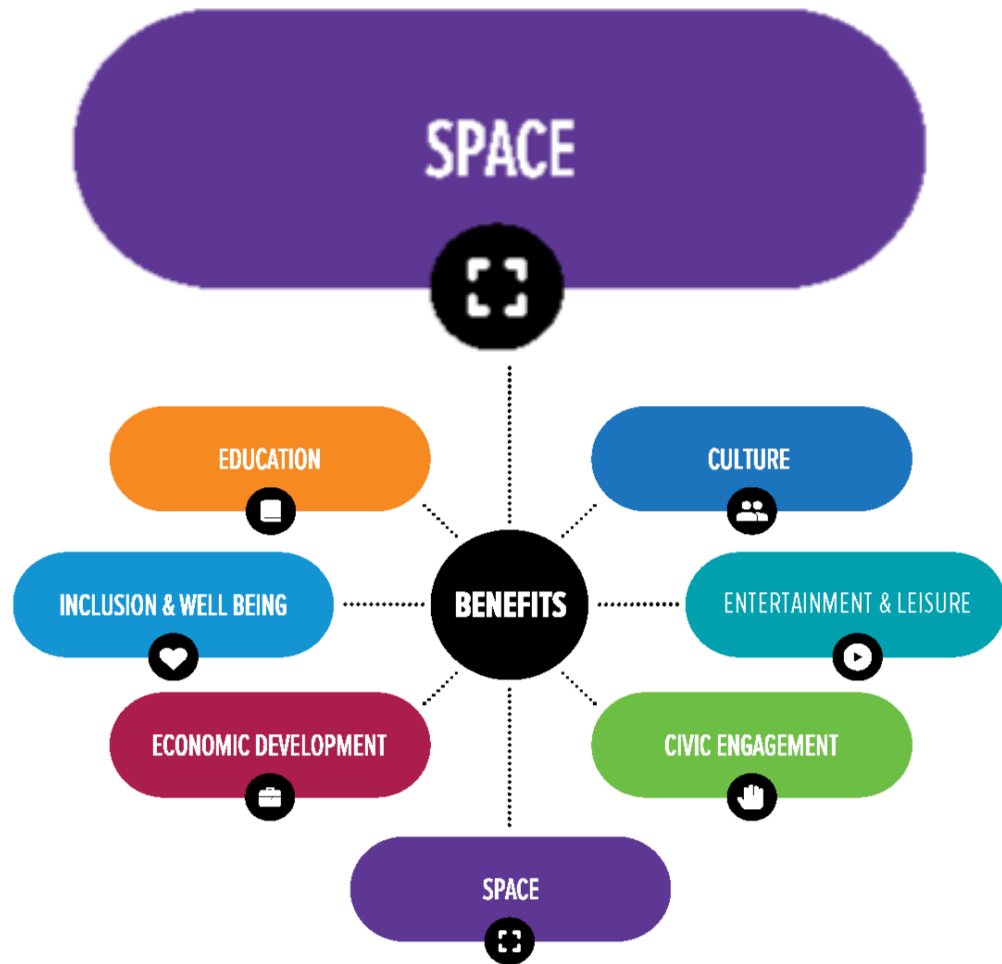 SPACE
EDUCATION
CULTURE
INCLUSION & WELL BEING
BENEFITS
ENTERTAINMENT & LEISURE
ECONOMIC DEVELOPMENT
CIVIC ENGAGEMENT
SPACE